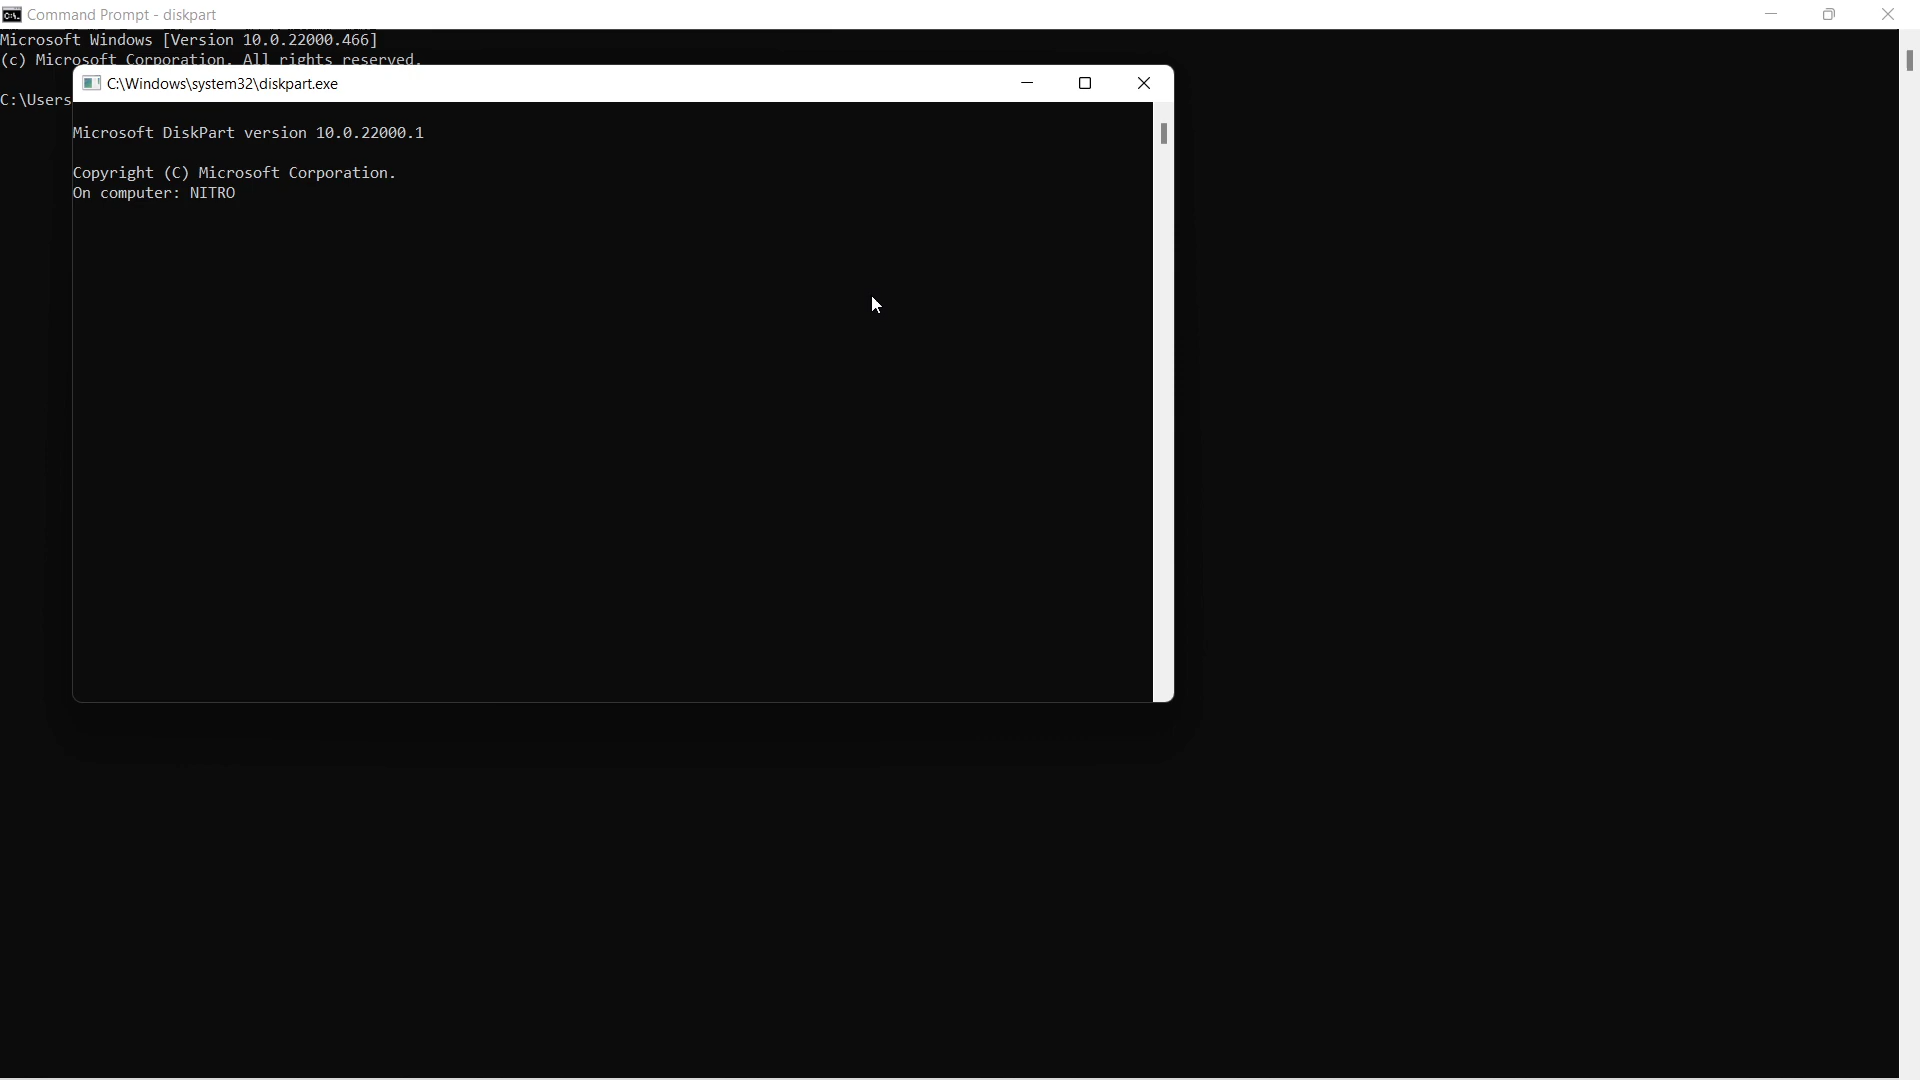 Command Prompt - diskpart
Microsoft Windows [Version 10.0.22000.466]
(c) Microsoft Corporation. All rights reserved.
C:\Users
C:\Windows\system32\diskpart.exe
Microsoft DiskPart version 10.0.22000.1
Copyright (C) Microsoft Corporation.
On computer: NITRO